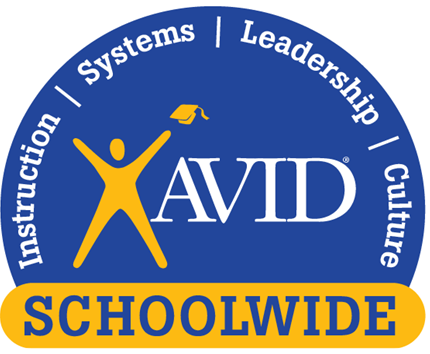 Instruction | Systems | Leadership | Culture
AVID®
SCHOOLWIDE